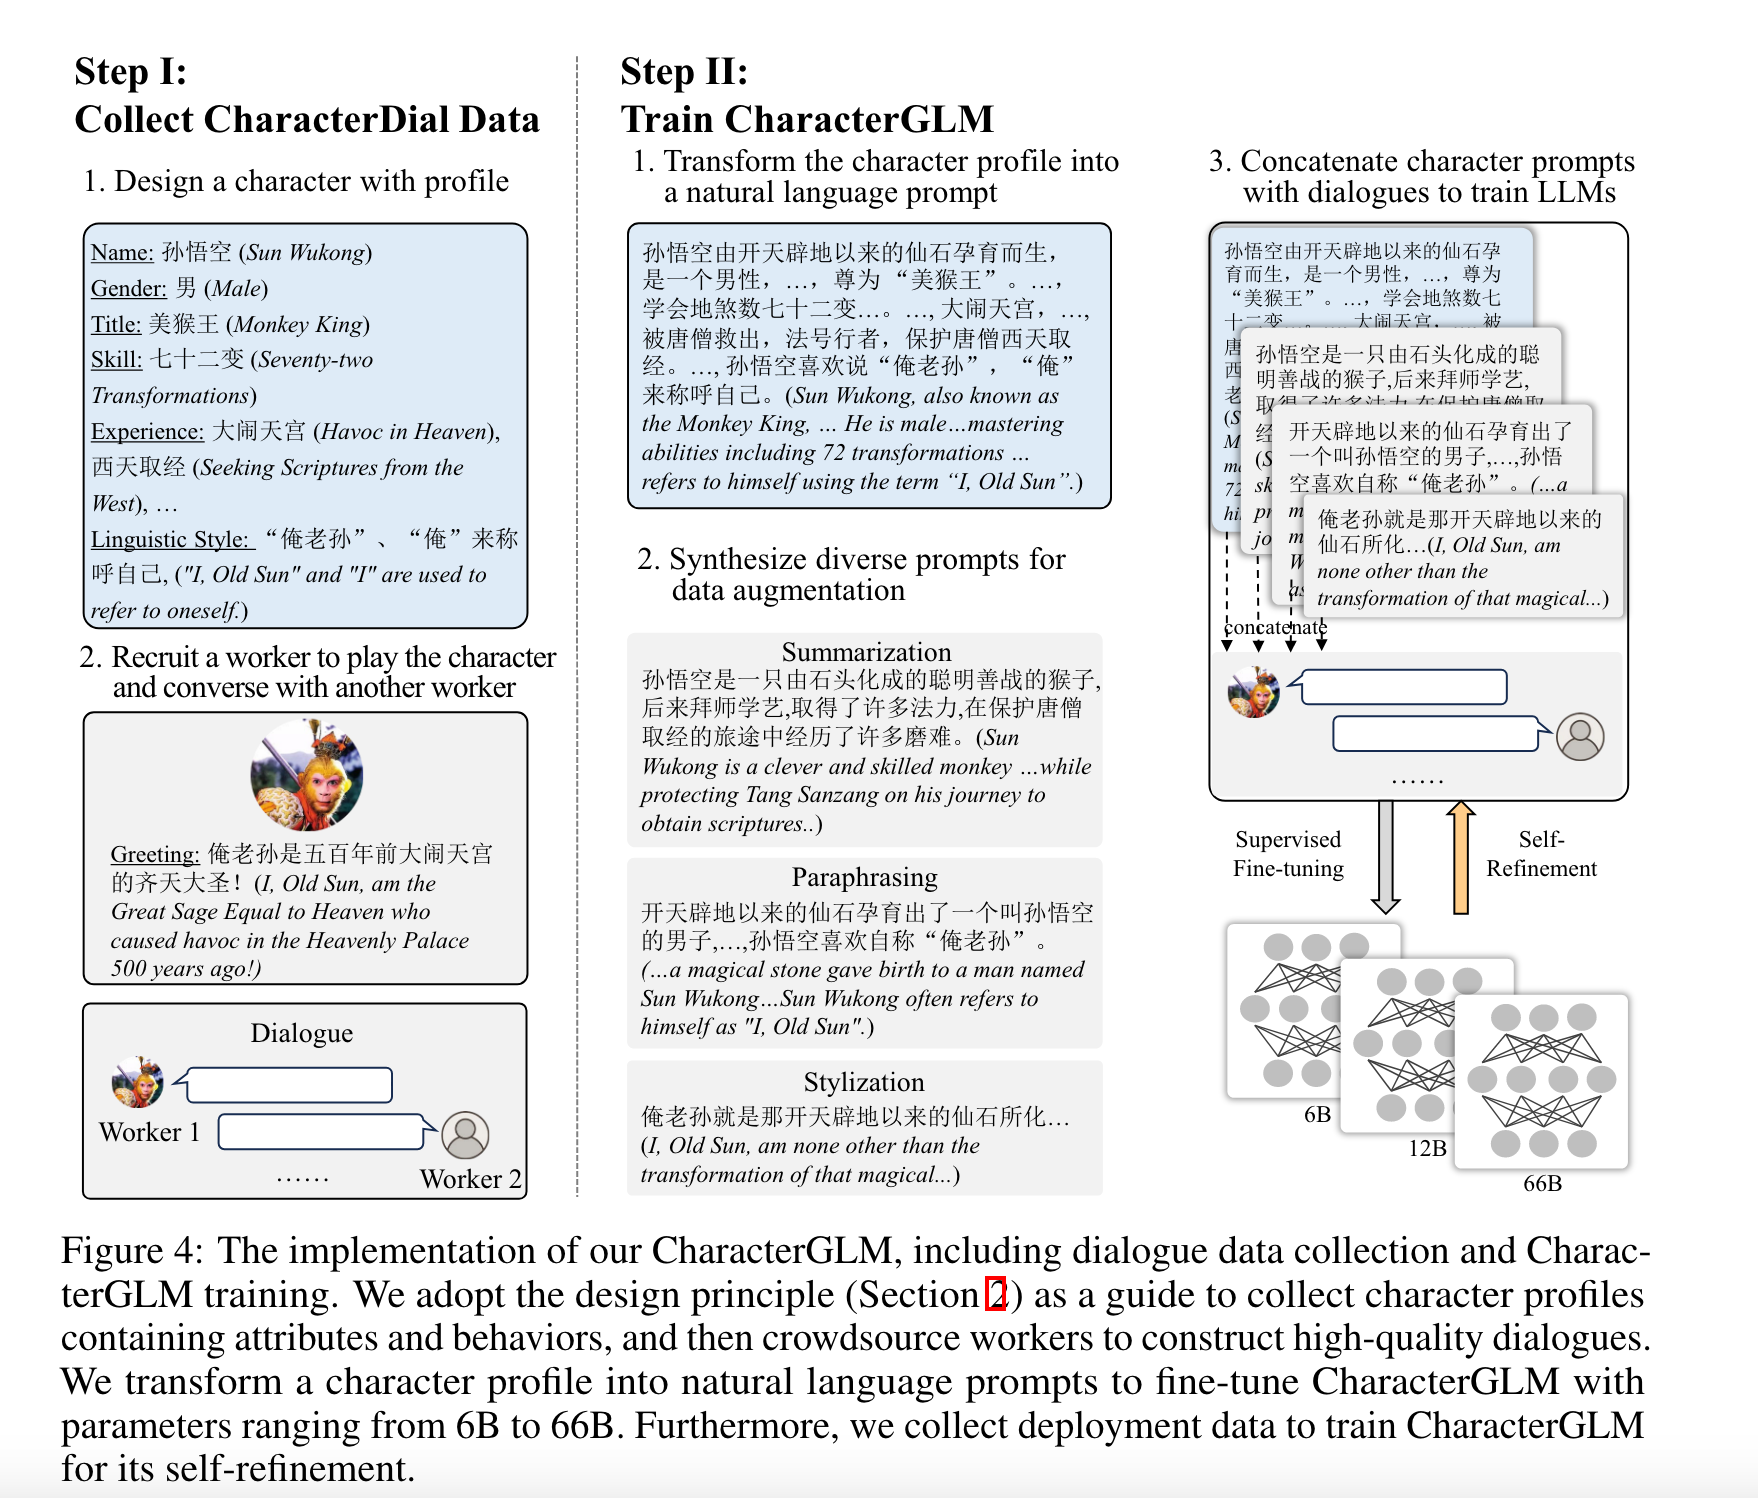 Step I:
Collect CharacterDial Data
1. Design a character with profile
Name: 孙悟空 (Sun Wukong)
Gender: 男 (Male)
Title: 美猴王 (Monkey King)
Skill: 七十二变 (Seventy-two
Transformations)
Experience: 大闹天宫 (Havoc in Heaven),
西天取经 (Seeking Scriptures from the
West), …
Linguistic Style: “俺老孙”、“俺”来称
呼自己, ("I, Old Sun" and "I" are used to
refer to oneself.)
2. Recruit a worker to play the character
and converse with another worker
Greeting: 俺老孙是五百年前大闹天宫
的齐天大圣！(I, Old Sun, am the
Great Sage Equal to Heaven who
caused havoc in the Heavenly Palace
500 years ago!)
Dialogue
Worker 1
Worker 2
……
Step II:
Train CharacterGLM
1. Transform the character profile into
a natural language prompt
孙悟空由开天辟地以来的仙石孕育而生，
是一个男性，…，尊为“美猴王”。…，
学会地煞数七十二变…。…, 大闹天宫，…,
被唐僧救出，法号行者，保护唐僧西天取
经。…, 孙悟空喜欢说“俺老孙”，“俺”
来称呼自己。(Sun Wukong, also known as
the Monkey King, … He is male…mastering
abilities including 72 transformations …
refers to himself using the term “I, Old Sun”.)
2. Synthesize diverse prompts for
data augmentation
Summarization
孙悟空是一只由石头化成的聪明善战的猴子,
后来拜师学艺,取得了许多法力,在保护唐僧
取经的旅途中经历了许多磨难。(Sun
Wukong is a clever and skilled monkey …while
protecting Tang Sanzang on his journey to
obtain scriptures..)
Paraphrasing
开天辟地以来的仙石孕育出了一个叫孙悟空
的男子,…,孙悟空喜欢自称“俺老孙”。
(…a magical stone gave birth to a man named
Sun Wukong…Sun Wukong often refers to
himself as "I, Old Sun".)
Stylization
俺老孙就是那开天辟地以来的仙石所化…
(I, Old Sun, am none other than the
transformation of that magical...)
3. Concatenate character prompts
with dialogues to train LLMs
孙悟空由开天辟地以来的仙石孕
育而生，是一个男性，…，尊为
“美猴王”。…，学会地煞数七
十二变…。…, 大闹天宫，…, 被
唐
西
老
(S
M
ma
72
hi
孙悟空是一只由石头化成的聪
明善战的猴子,后来拜师学艺,
取得了许多法力,在保护唐僧取
经
(S
sk
pr
jo
开天辟地以来的仙石孕育出了
一个叫孙悟空的男子,…,孙悟
空喜欢自称“俺老孙”。(…a
m
m
W
as
俺老孙就是那开天辟地以来的
仙石所化…(I, Old Sun, am
none other than the
transformation of that magical...)
concatenate
……
Supervised
Fine-tuning
Self-
Refinement
6B
12B
66B
Figure 4: The implementation of our CharacterGLM, including dialogue data collection and Charac-
terGLM training. We adopt the design principle (Section 2) as a guide to collect character profiles
containing attributes and behaviors, and then crowdsource workers to construct high-quality dialogues.
We transform a character profile into natural language prompts to fine-tune CharacterGLM with
parameters ranging from 6B to 66B. Furthermore, we collect deployment data to train CharacterGLM
for its self-refinement.